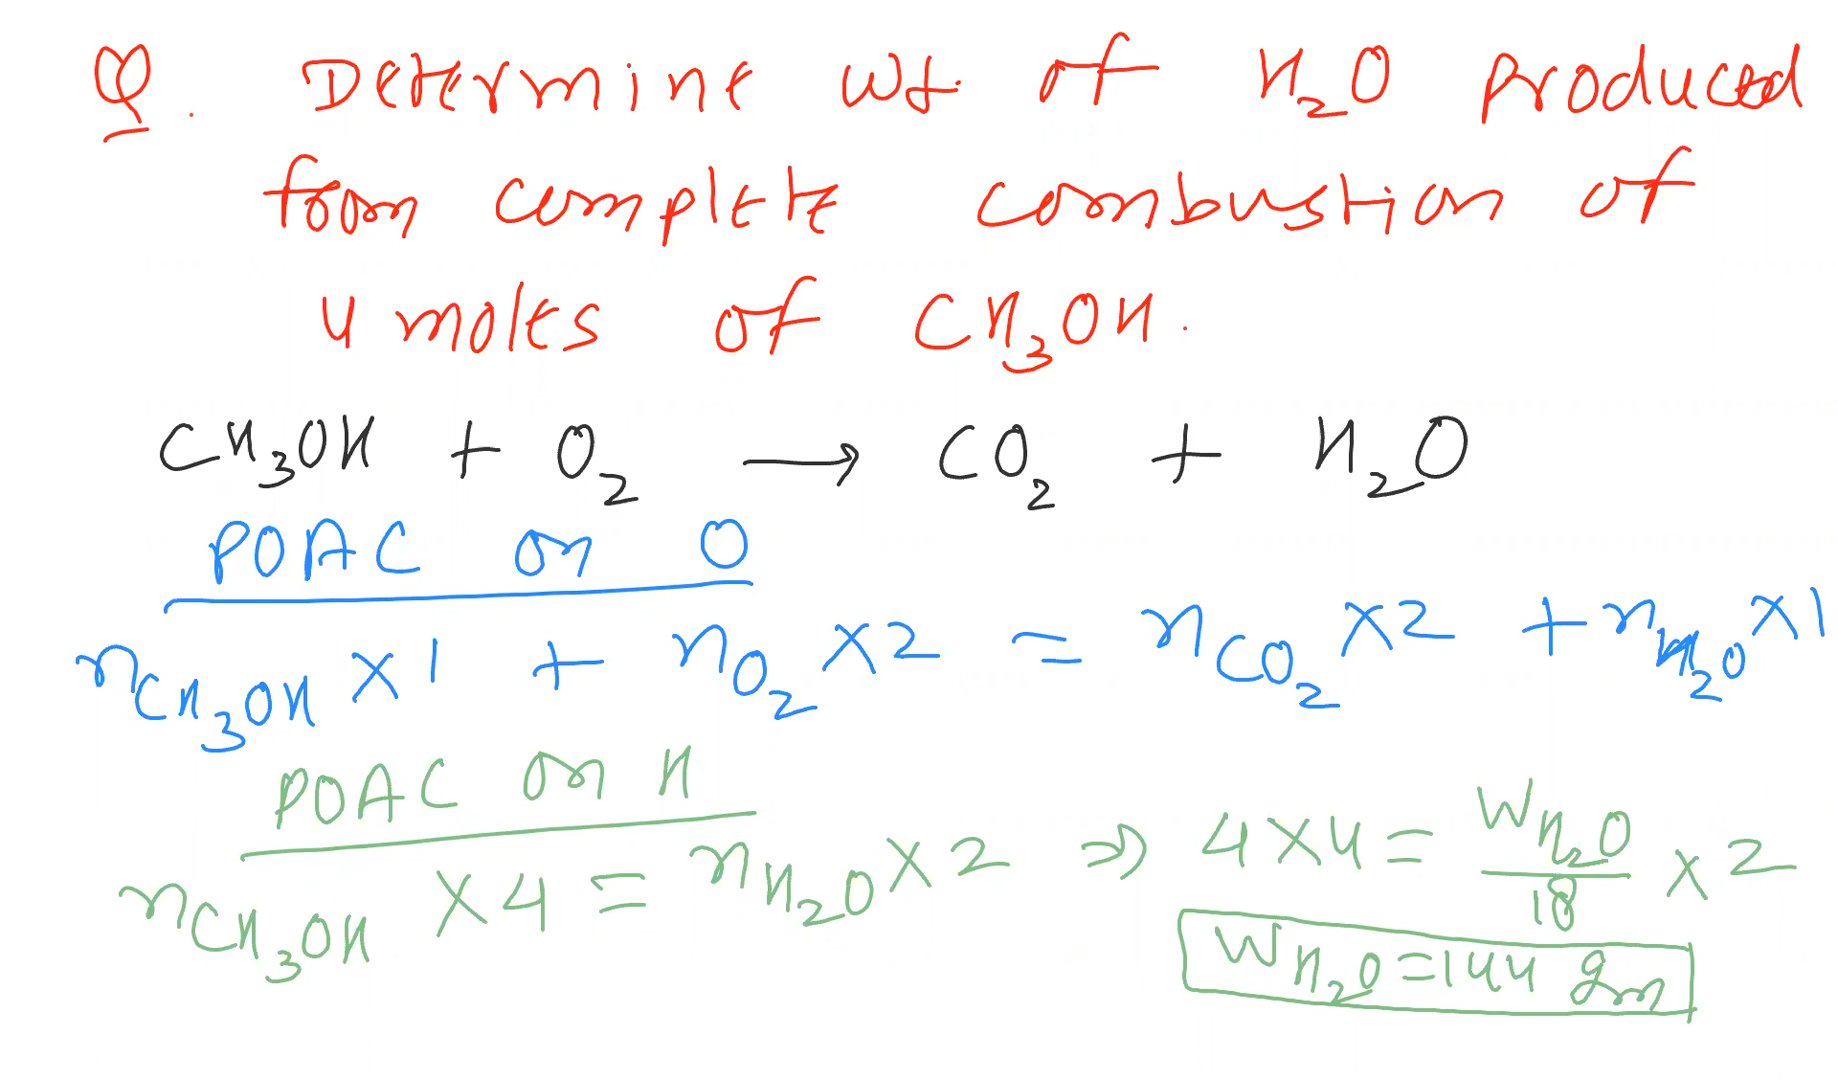 Q. Determine wt. of H₂O produced
from complete combustion of
4 moles of CH₃OH.
CH₃OH + O₂ → CO₂ + H₂O
POAC on O
nCH₃OH × 1 + nO₂ × 2 = nCO₂ × 2 + nH₂O × 1
POAC on H
nCH₃OH × 4 = nH₂O × 2 ⇒ 4 × 4 = WH₂O/18 × 2
WH₂O = 144 gm